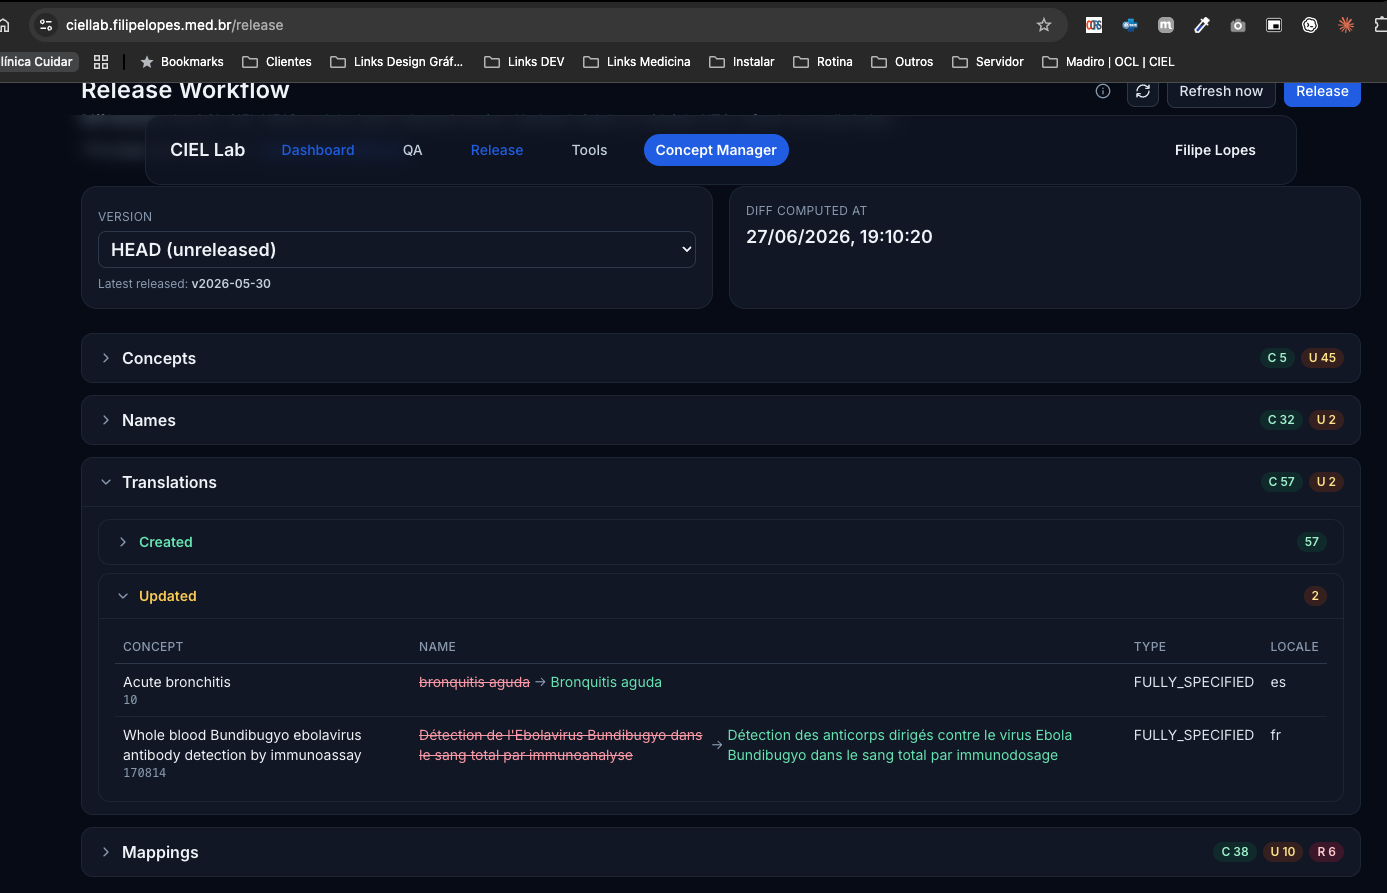 ciellab.filipelopes.med.br/release
línica Cuidar
Bookmarks
Clientes
Links Design Gráf...
Links DEV
Links Medicina
Instalar
Rotina
Outros
Servidor
Madiro | OCL | CIEL
Release Workflow
Refresh now
Release
CIEL Lab
Dashboard
QA
Release
Tools
Concept Manager
Filipe Lopes
VERSION
HEAD (unreleased)
Latest released: v2026-05-30
DIFF COMPUTED AT
27/06/2026, 19:10:20
Concepts
C 5
U 45
Names
C 32
U 2
Translations
C 57
U 2
Created
57
Updated
2
CONCEPT
NAME
TYPE
LOCALE
Acute bronchitis
10
bronquitis aguda → Bronquitis aguda
FULLY_SPECIFIED
es
Whole blood Bundibugyo ebolavirus
antibody detection by immunoassay
170814
Détection de l'Ebolavirus Bundibugyo dans
le sang total par immunoanalyse
→
Détection des anticorps dirigés contre le virus Ebola
Bundibugyo dans le sang total par immunodosage
FULLY_SPECIFIED
fr
Mappings
C 38
U 10
R 6